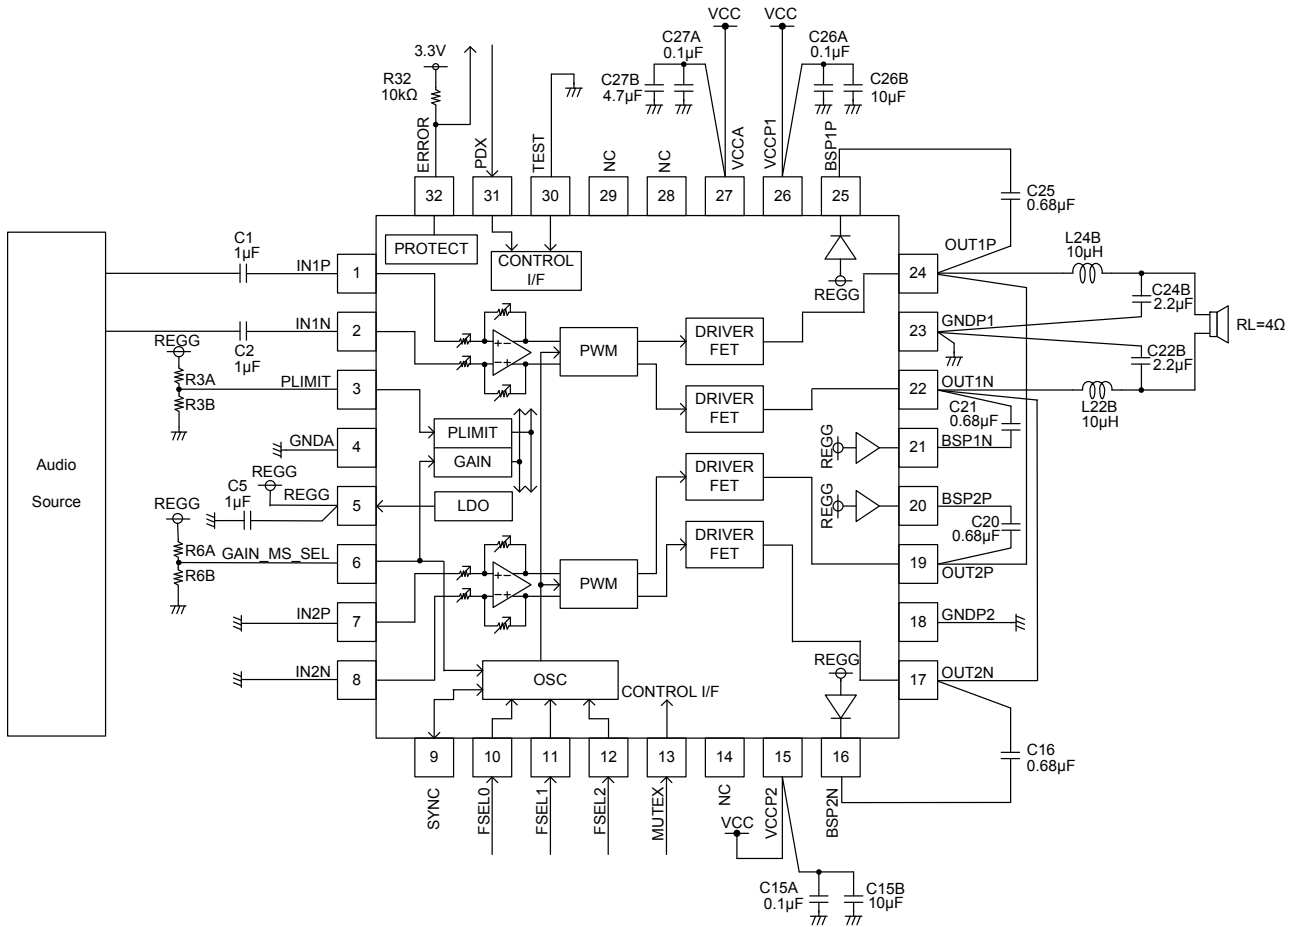 VCC
VCC
C27A
0.1µF
C26A
0.1µF
3.3V
R32
10kΩ
C27B
4.7µF
C26B
10µF
ERROR
PDX
TEST
NC
NC
VCCA
VCCP1
BSP1P
32
31
30
29
28
27
26
25
C25
0.68µF
PROTECT
CONTROL
I/F
REGG
C1
1µF
IN1P
1
24
OUT1P
L24B
10µH
C24B
2.2µF
IN1N
2
C2
1µF
+ −
− +
PWM
DRIVER
FET
23
GNDP1
RL=4Ω
C22B
2.2µF
REGG
R3A
R3B
PLIMIT
3
DRIVER
FET
22
OUT1N
L22B
10µH
C21
0.68µF
GNDA
4
PLIMIT
GAIN
REGG
21
BSP1N
Audio
Source
REGG
C5
1µF
REGG
5
LDO
DRIVER
FET
REGG
20
BSP2P
C20
0.68µF
REGG
R6A
R6B
GAIN_MS_SEL
6
DRIVER
FET
19
OUT2P
+ −
− +
PWM
IN2P
7
18
GNDP2
IN2N
8
OSC
CONTROL I/F
REGG
17
OUT2N
9
10
11
12
13
14
15
16
C16
0.68µF
SYNC
FSEL0
FSEL1
FSEL2
MUTEX
NC
VCCP2
BSP2N
VCC
C15A
0.1µF
C15B
10µF